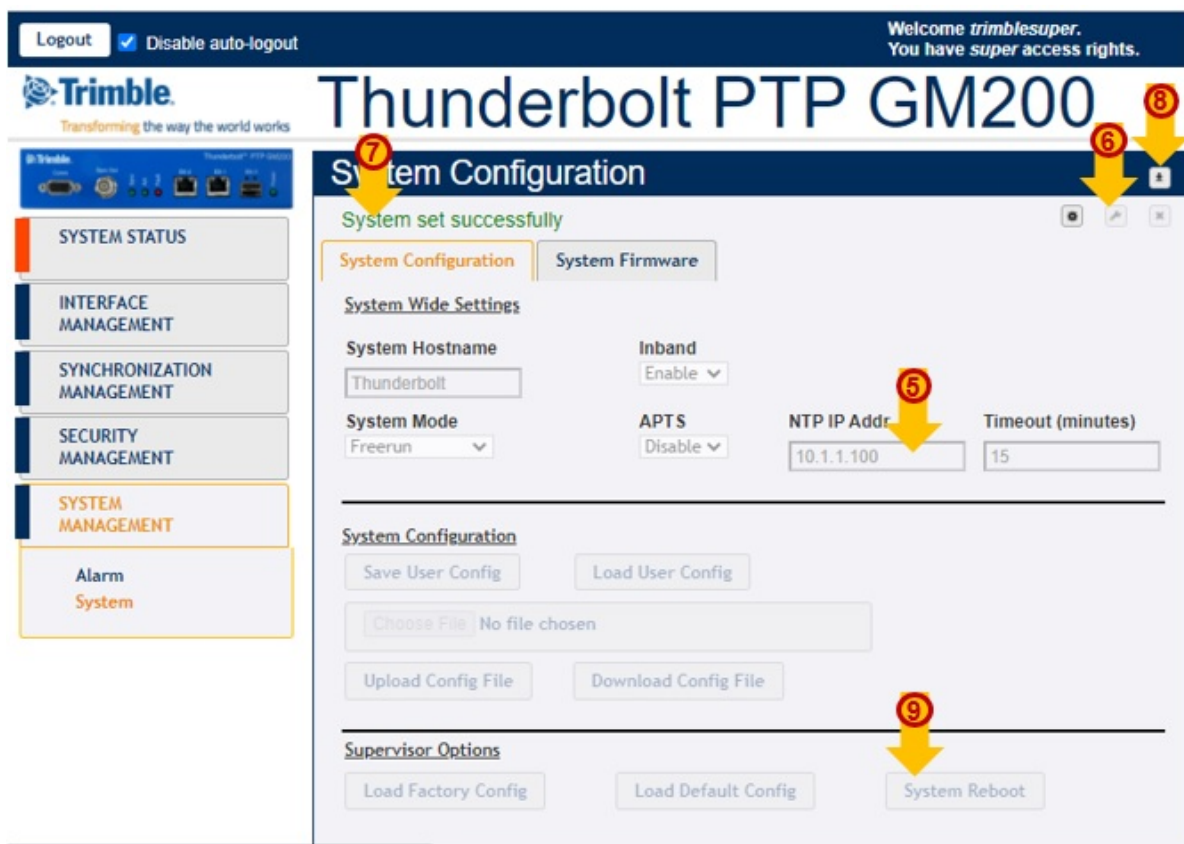 Logout Disable auto-logout
Welcome trimblesuper.
You have super access rights.
Trimble.
Transforming the way the world works
Thunderbolt PTP GM200
8
7
6
System Configuration
System set successfully
SYSTEM STATUS
INTERFACE
MANAGEMENT
SYNCHRONIZATION
MANAGEMENT
SECURITY
MANAGEMENT
SYSTEM
MANAGEMENT
Alarm
System
System Configuration System Firmware
System Wide Settings
System Hostname Inband
Thunderbolt Enable
5
System Mode APTS NTP IP Addr Timeout (minutes)
Freerun Disable 10.1.1.100 15
System Configuration
Save User Config Load User Config
Choose File No file chosen
Upload Config File Download Config File
9
Supervisor Options
Load Factory Config Load Default Config System Reboot